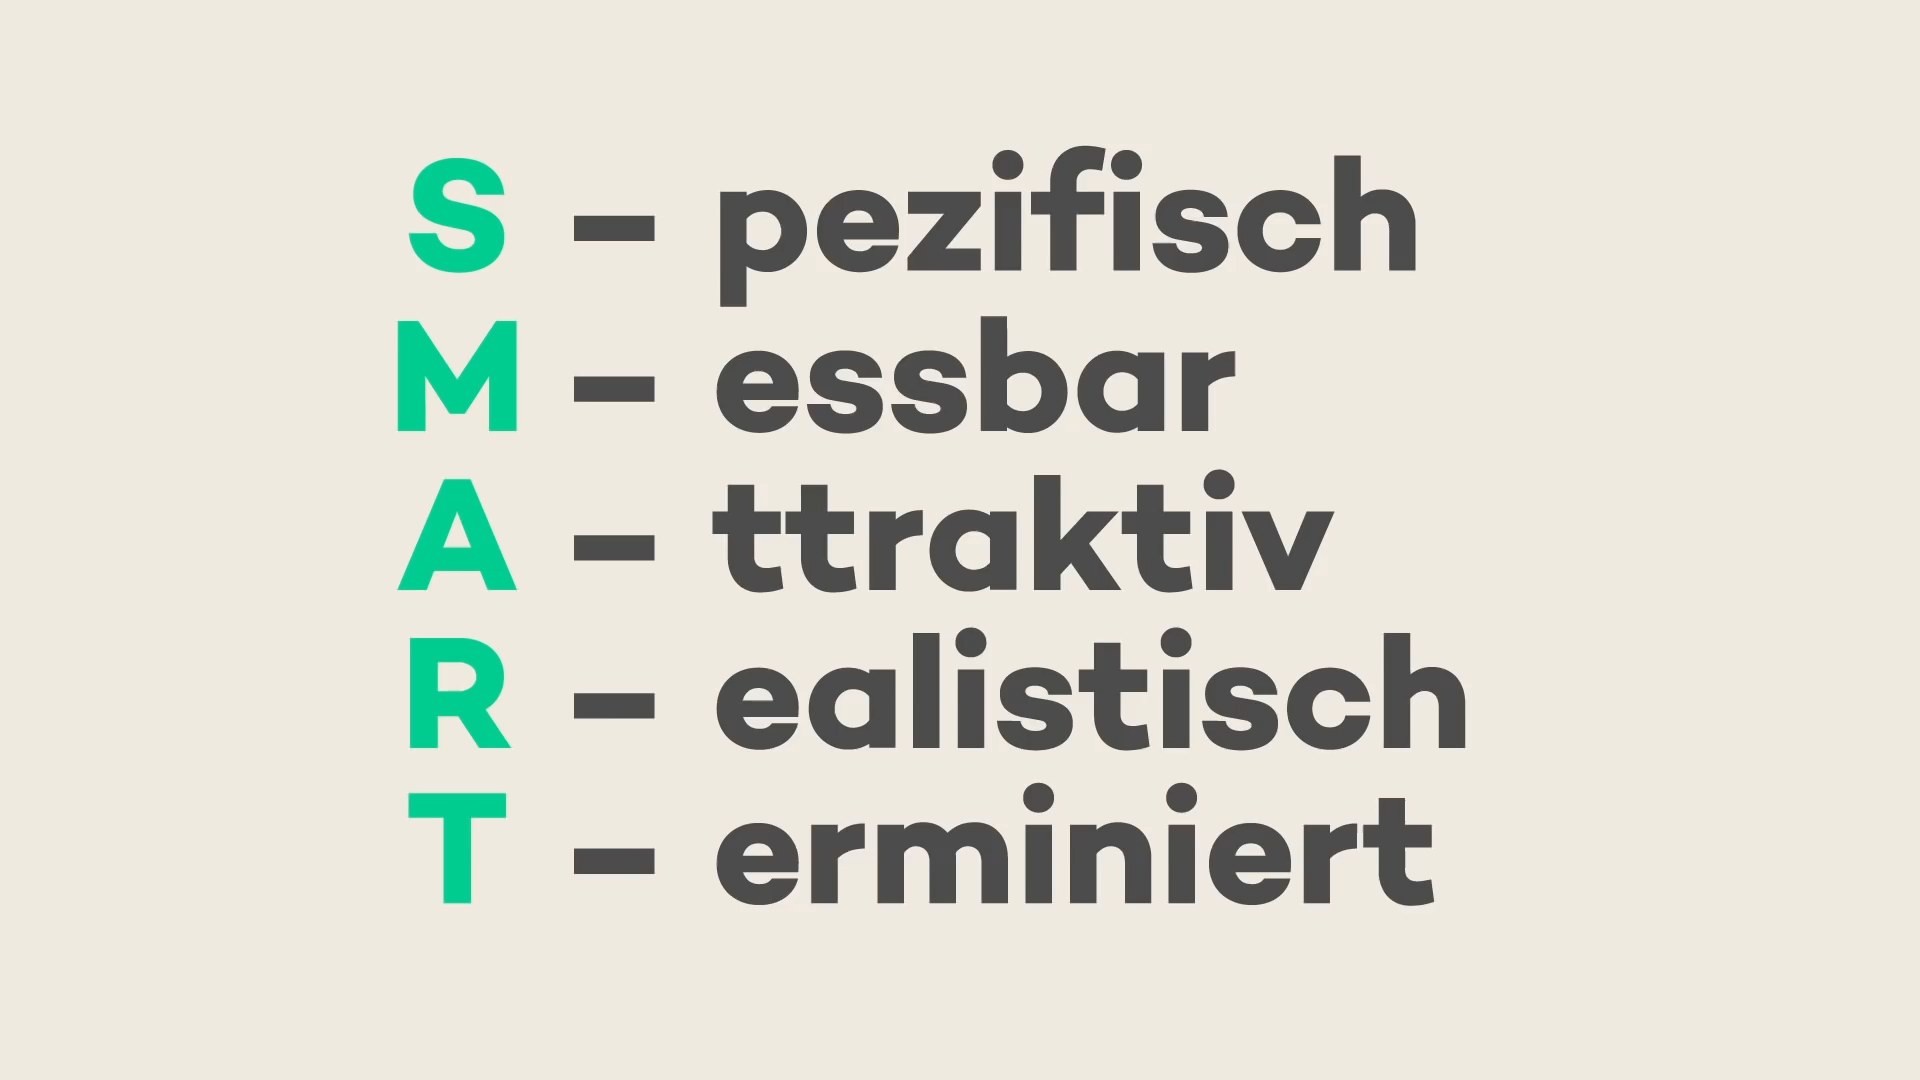 S – pezifisch
M – essbar
A – ttraktiv
R – ealistisch
T – erminiert